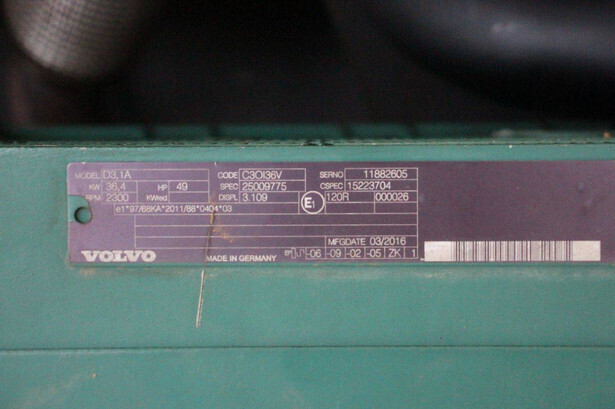 MODEL D3,1A CODE C3OI36V SERNO 11882605
KW 36,4 HP 49 SPEC 25009775 CSPEC 15223704
RPM 2300 KWred. DISPL 3.109 E1 120R 000026
e1*97/68KA*2011/88*0404*03
MFGDATE 03/2016
VOLVO MADE IN GERMANY EP -06 -09 -02 -05 ZK 1